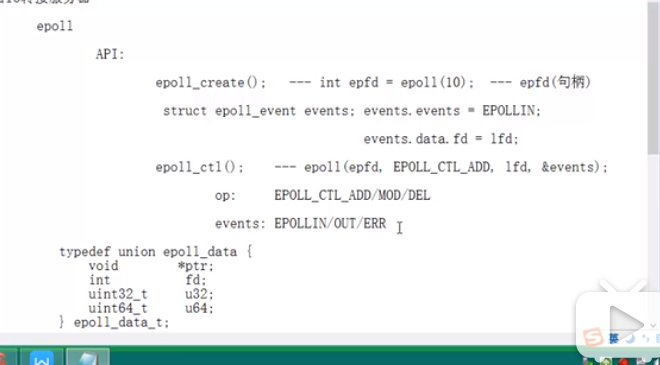 epoll
API:
epoll_create(); --- int epfd = epoll(10); --- epfd(句柄)
struct epoll_event events; events.events = EPOLLIN;
events.data.fd = lfd;
epoll_ctl(); --- epoll(epfd, EPOLL_CTL_ADD, lfd, &events);
op: EPOLL_CTL_ADD/MOD/DEL
events: EPOLLIN/OUT/ERR
typedef union epoll_data {
void *ptr;
int fd;
uint32_t u32;
uint64_t u64;
} epoll_data_t;
英